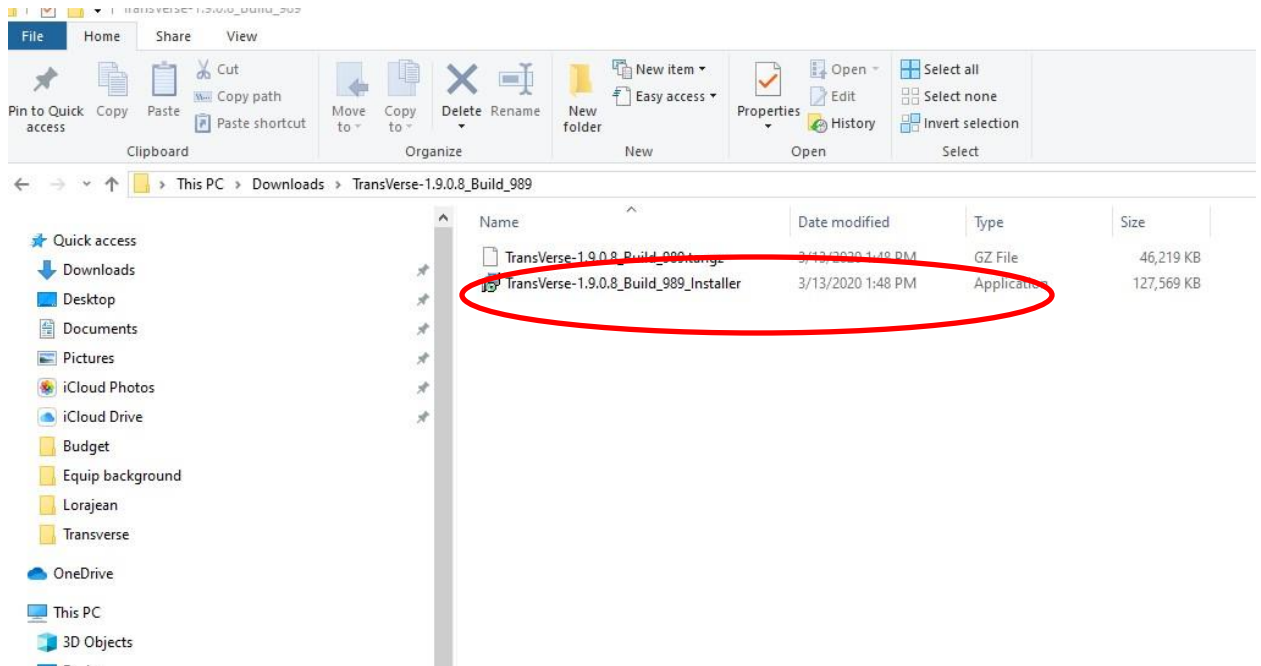 TransVerse-1.9.0.8_Build_989
File Home Share View
Pin to Quick access
Copy
Paste
Cut
Copy path
Paste shortcut
Clipboard
Move to
Copy to
Delete
Rename
Organize
New folder
New item
Easy access
New
Properties
Open
Edit
History
Open
Select all
Select none
Invert selection
Select
This PC > Downloads > TransVerse-1.9.0.8_Build_989
Name Date modified Type Size
TransVerse-1.9.0.8_Build_989.tar.gz 3/13/2020 1:48 PM GZ File 46,219 KB
TransVerse-1.9.0.8_Build_989_Installer 3/13/2020 1:48 PM Application 127,569 KB
Quick access
Downloads
Desktop
Documents
Pictures
iCloud Photos
iCloud Drive
Budget
Equip background
Lorajean
Transverse
OneDrive
This PC
3D Objects